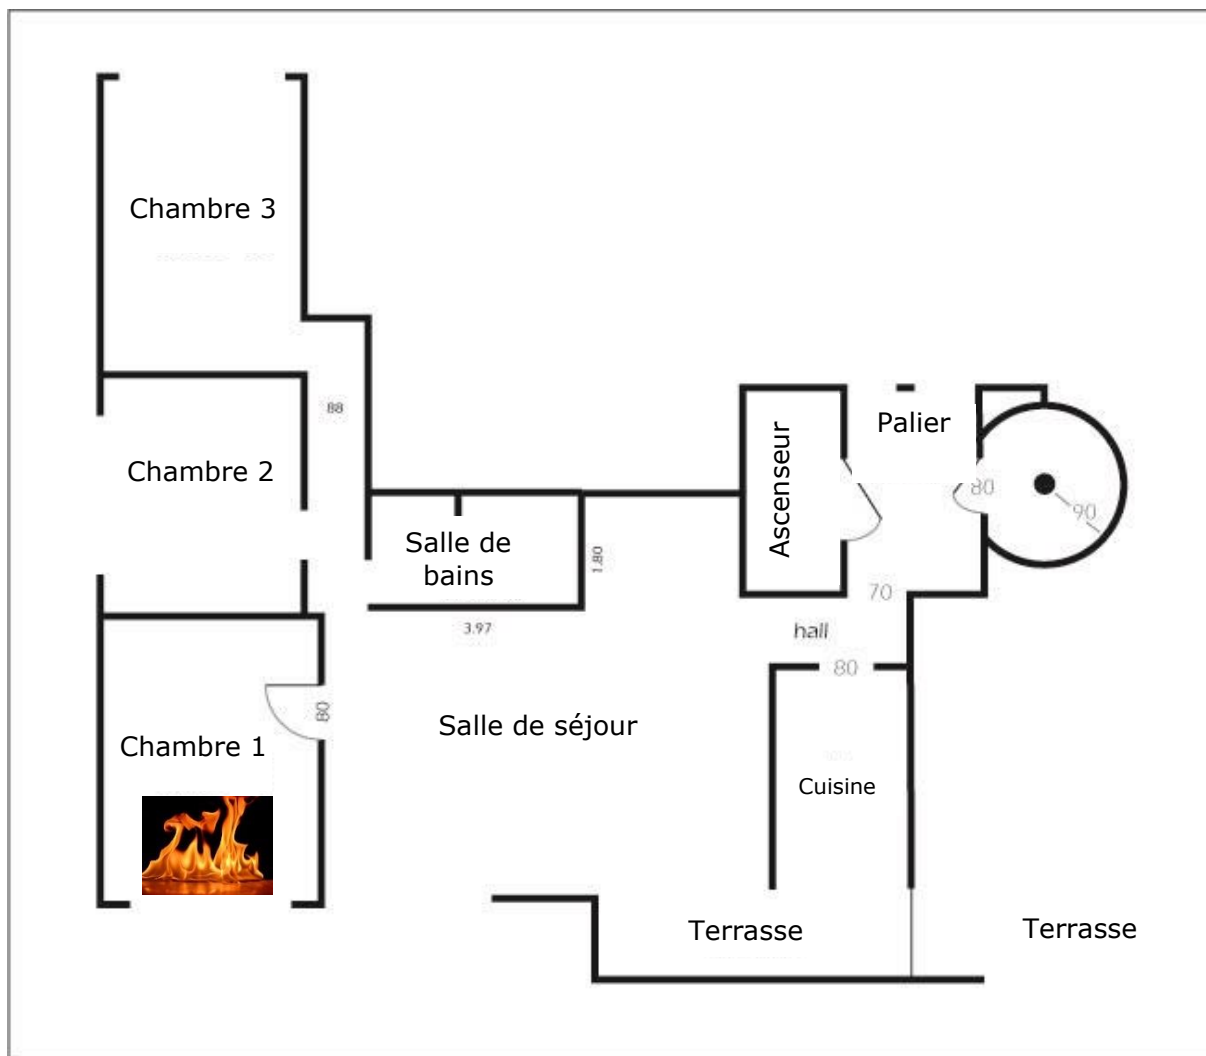 Chambre 3
88
Palier
Ascenseur
Chambre 2
80
90
Salle de
bains
1.80
70
3.97
hall
80
80
Salle de séjour
Chambre 1
Cuisine
Terrasse
Terrasse